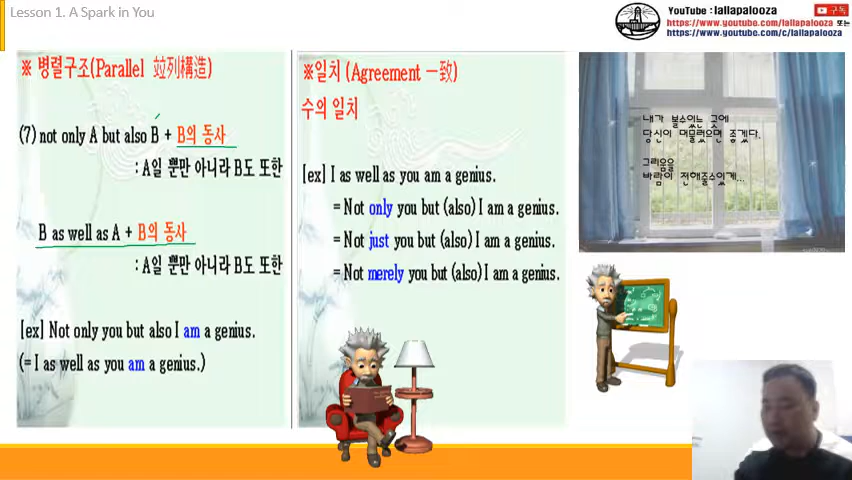 Lesson 1. A Spark in You
YouTube : lallapalooza
구독
https://www.youtube.com/lallapalooza 또는
https://www.youtube.com/c/lallapalooza
※ 병렬구조(Parallel 竝列構造)
(7) not only A but also B + B의 동사
: A일 뿐만 아니라 B도 또한
B as well as A + B의 동사
: A일 뿐만 아니라 B도 또한
[ex] Not only you but also I am a genius.
(= I as well as you am a genius.)
※일치 (Agreement 一致)
수의 일치
[ex] I as well as you am a genius.
= Not only you but (also) I am a genius.
= Not just you but (also) I am a genius.
= Not merely you but (also) I am a genius.
내가 볼수있는 곳에
당신이 머물렀으면 좋겠다.
그리움을
바람이 전해줄수있게...